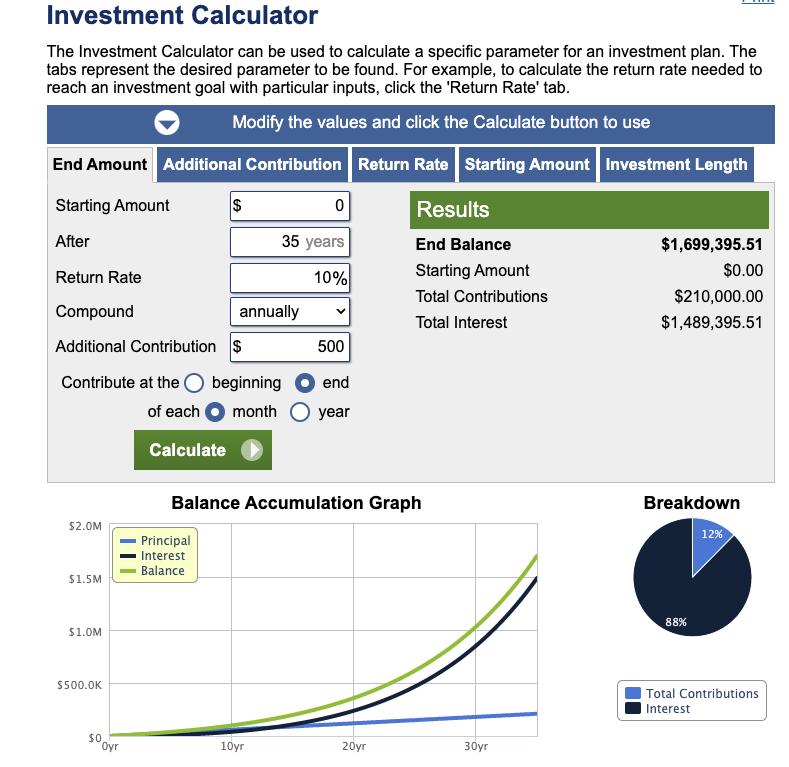 Print
Investment Calculator
The Investment Calculator can be used to calculate a specific parameter for an investment plan. The
tabs represent the desired parameter to be found. For example, to calculate the return rate needed to
reach an investment goal with particular inputs, click the 'Return Rate' tab.
Modify the values and click the Calculate button to use
End Amount Additional Contribution Return Rate Starting Amount Investment Length
Starting Amount $ 0
After 35 years
Return Rate 10%
Compound annually
Additional Contribution $ 500
Contribute at the beginning end
of each month year
Calculate
Results
End Balance $1,699,395.51
Starting Amount $0.00
Total Contributions $210,000.00
Total Interest $1,489,395.51
Balance Accumulation Graph
$2.0M
$1.5M
$1.0M
$500.0K
$0
Principal
Interest
Balance
0yr 10yr 20yr 30yr
Breakdown
12%
88%
Total Contributions
Interest